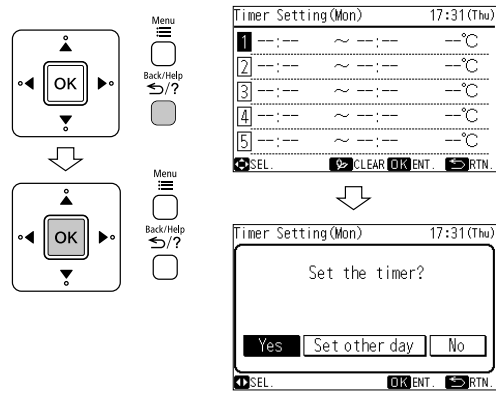 Menu
OK
Back/Help
/?
Timer Setting(Mon) 17:31(Thu)
1 --:-- ～ --:-- --℃
2 --:-- ～ --:-- --℃
3 --:-- ～ --:-- --℃
4 --:-- ～ --:-- --℃
5 --:-- ～ --:-- --℃
SEL. CLEAR OK ENT. RTN.
Menu
OK
Back/Help
/?
Timer Setting(Mon) 17:31(Thu)
Set the timer?
Yes Set other day No
SEL. OK ENT. RTN.